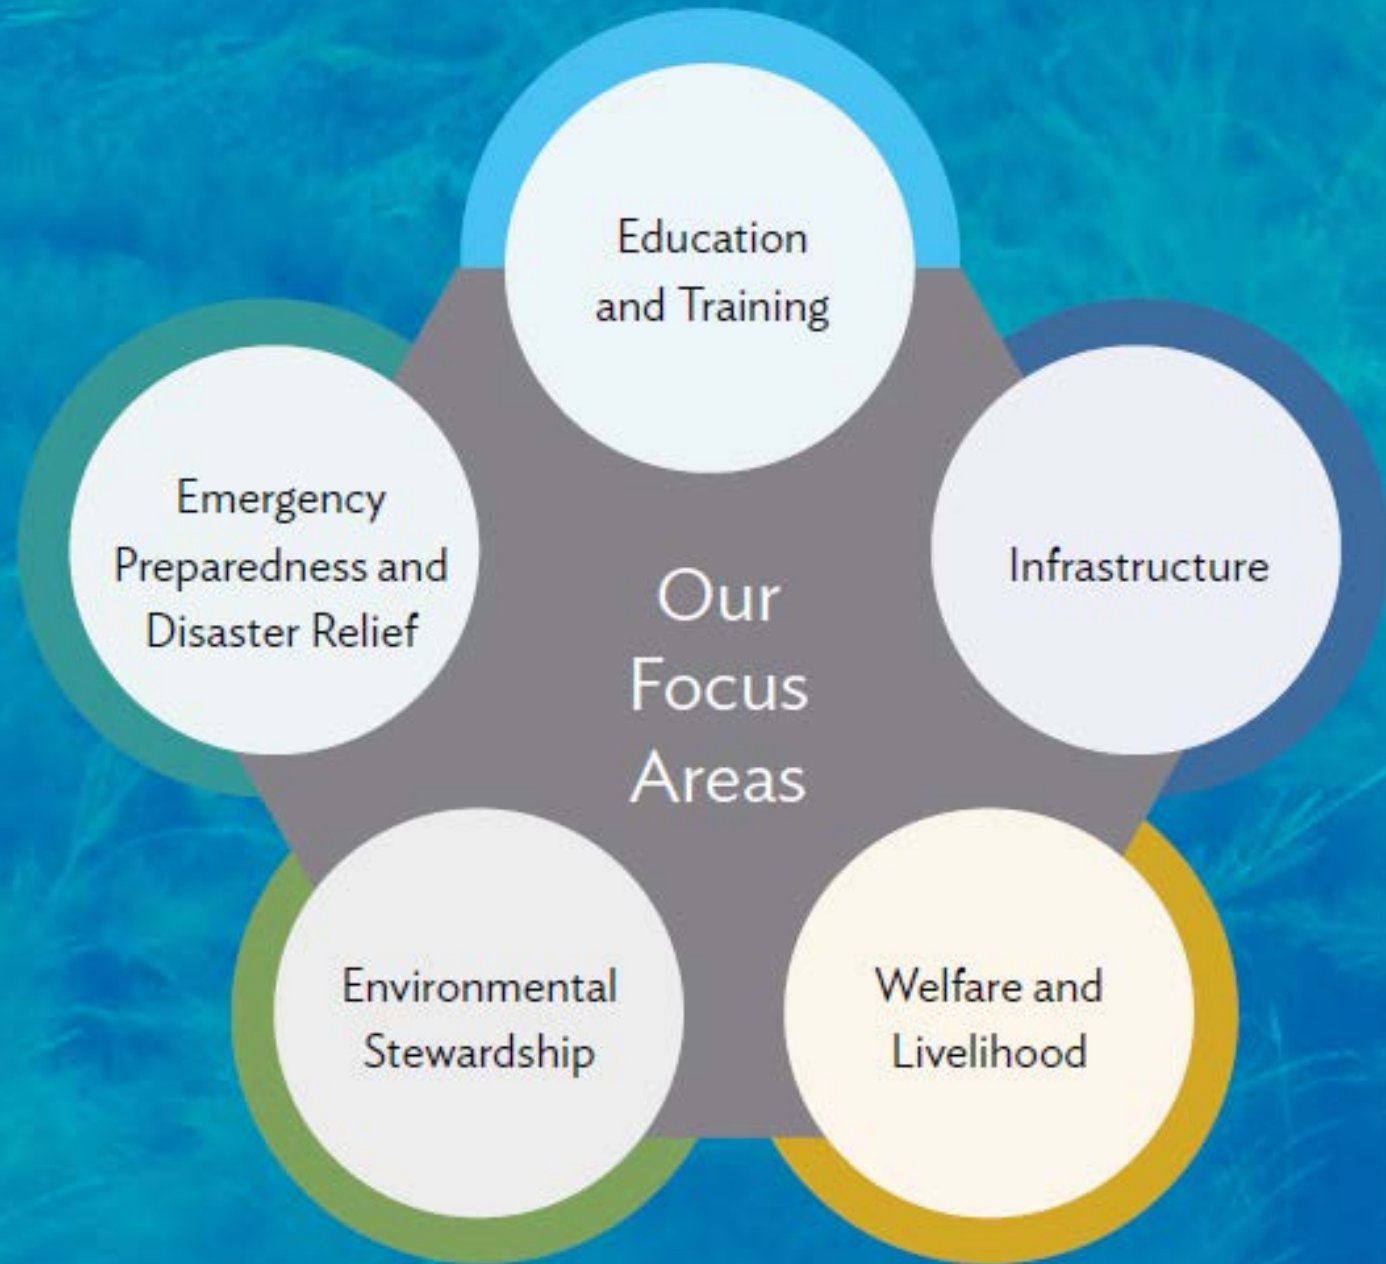 Education
and Training
Emergency
Preparedness and
Disaster Relief
Infrastructure
Our
Focus
Areas
Environmental
Stewardship
Welfare and
Livelihood